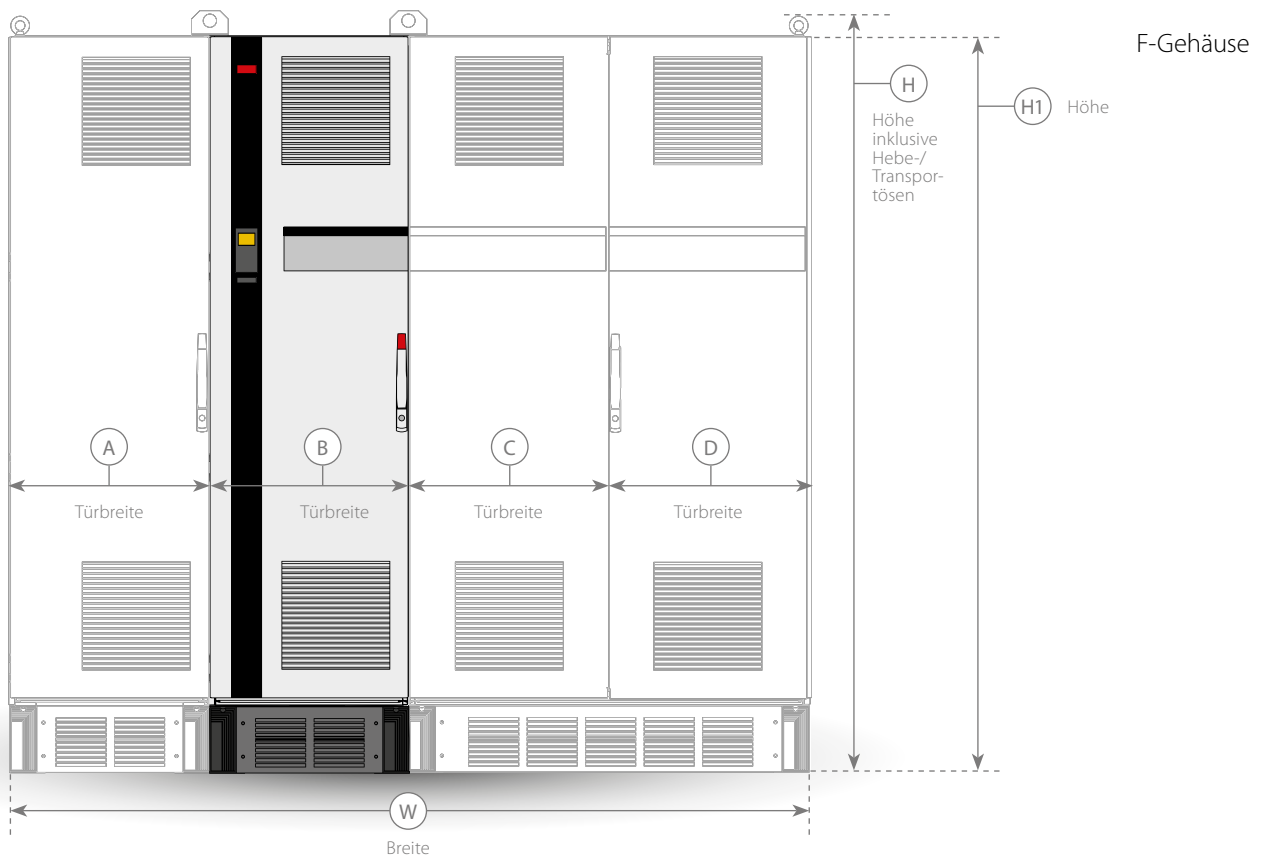 F-Gehäuse
H
Höhe
inklusive
Hebe-/
Transpor-
tösen
H1 Höhe
A
B
C
D
Türbreite
Türbreite
Türbreite
Türbreite
W
Breite